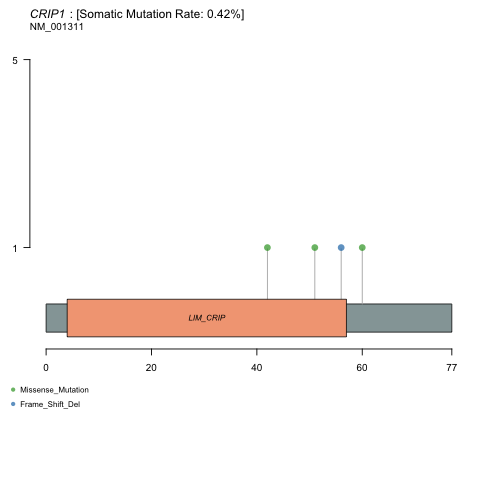 CRIP1 : [Somatic Mutation Rate: 0.42%]
NM_001311
5
1
LIM_CRIP
0 20 40 60 77
Missense_Mutation
Frame_Shift_Del